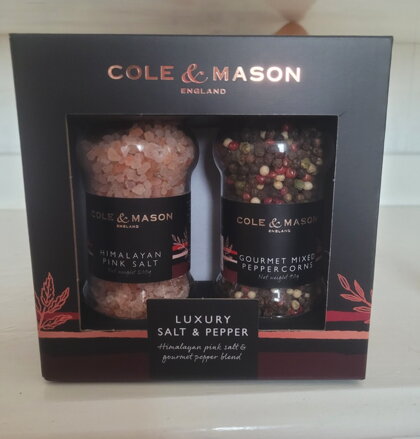 COLE & MASON
ENGLAND
COLE & MASON
ENGLAND
HIMALAYAN
PINK SALT
COLE & MASON
ENGLAND
GOURMET MIXED
PEPPERCORNS
LUXURY
SALT & PEPPER
Himalayan pink salt &
gourmet pepper blend